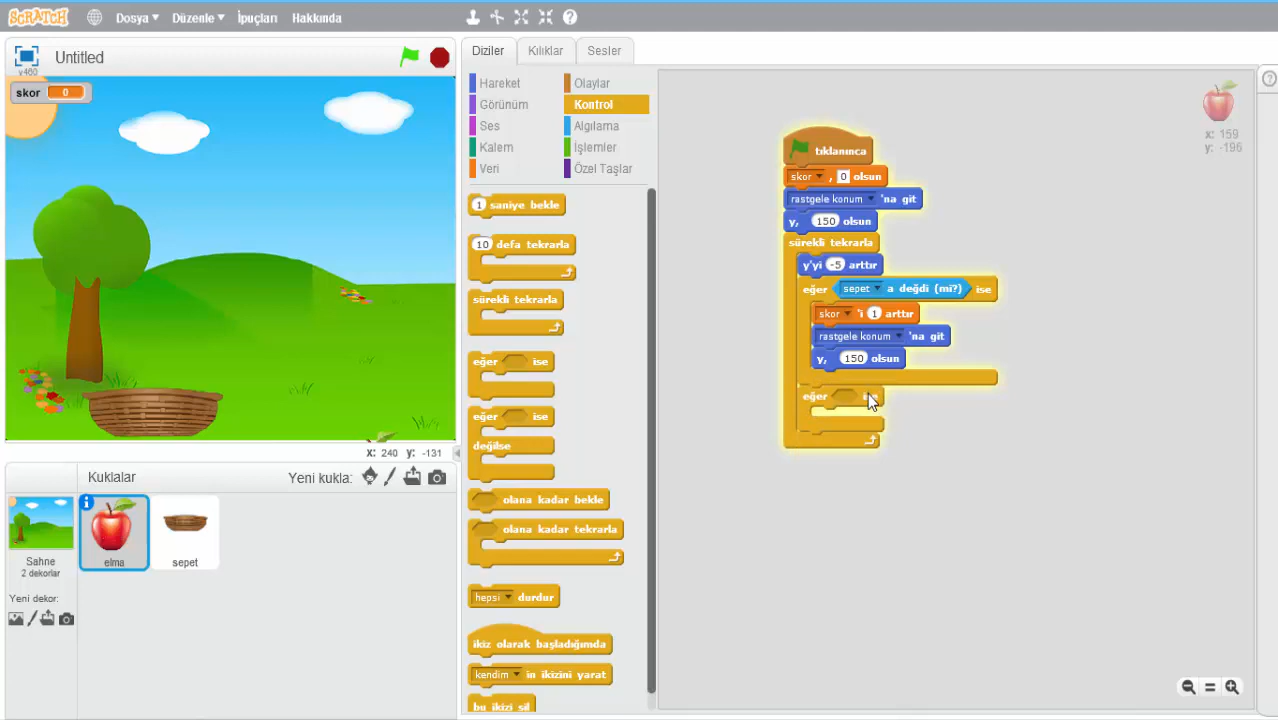 SCRATCH Dosya Düzenle İpuçları Hakkında
Untitled
v460
skor 0
x: 240 y: -131
Kuklalar Yeni kukla:
Sahne
2 dekorlar
Yeni dekor:
elma
sepet
Diziler Kılıklar Sesler
Hareket Olaylar
Görünüm Kontrol
Ses Algılama
Kalem İşlemler
Veri Özel Taşlar
1 saniye bekle
10 defa tekrarla
sürekli tekrarla
eğer ise
eğer ise
değilse
olana kadar bekle
olana kadar tekrarla
hepsi durdur
ikiz olarak başladığımda
kendim in ikizini yarat
bu ikizi sil
tıklanınca
skor , 0 olsun
rastgele konum 'na git
y, 150 olsun
sürekli tekrarla
y'yi -5 arttır
eğer sepet a değdi (mi?) ise
skor 'i 1 arttır
rastgele konum 'na git
y, 150 olsun
eğer ise
x: 159
y: -196